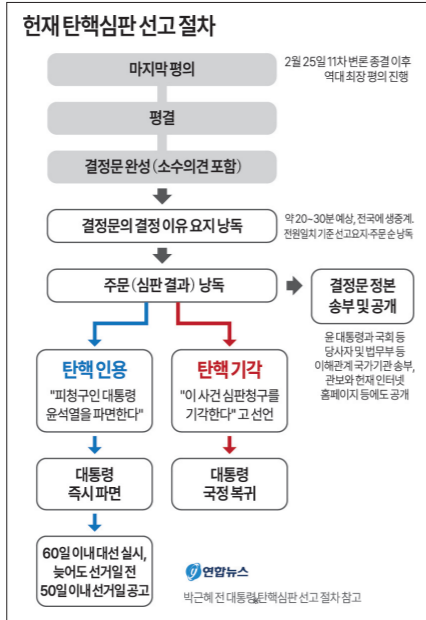 헌재 탄핵심판 선고 절차
마지막 평의
2월 25일 11차 변론 종결 이후
역대 최장 평의 진행
평결
결정문 완성 (소수의견 포함)
결정문의 결정 이유 요지 낭독
약 20~30분 예상, 전국에 생중계.
전원일치 기준 선고요지·주문 순 낭독
주문 (심판 결과) 낭독
결정문 정본
송부 및 공개
윤 대통령과 국회 등
당사자 및 법무부 등
이해관계 국가기관 송부,
관보와 헌재 인터넷
홈페이지 등에도 공개
탄핵 인용
"피청구인 대통령
윤석열을 파면한다"
탄핵 기각
"이 사건 심판청구를
기각한다" 고 선언
대통령
즉시 파면
대통령
국정 복귀
60일 이내 대선 실시,
늦어도 선거일 전
50일 이내 선거일 공고
연합뉴스
박근혜 전 대통령 탄핵심판 선고 절차 참고